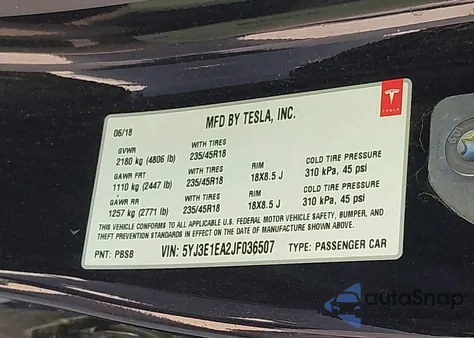 MFD BY TESLA, INC.
TESLA
06/18
GVWR WITH TIRES
2180 kg (4806 lb) 235/45R18
GAWR FRT WITH TIRES RIM COLD TIRE PRESSURE
1110 kg (2447 lb) 235/45R18 18X8.5 J 310 kPa, 45 psi
GAWR RR WITH TIRES RIM COLD TIRE PRESSURE
1257 kg (2771 lb) 235/45R18 18X8.5 J 310 kPa, 45 psi
THIS VEHICLE CONFORMS TO ALL APPLICABLE U.S. FEDERAL MOTOR VEHICLE SAFETY, BUMPER, AND
THEFT PREVENTION STANDARDS IN EFFECT ON THE DATE OF MANUFACTURE SHOWN ABOVE.
PNT: PBSB VIN: 5YJ3E1EA2JF036507 TYPE: PASSENGER CAR
autoSnap